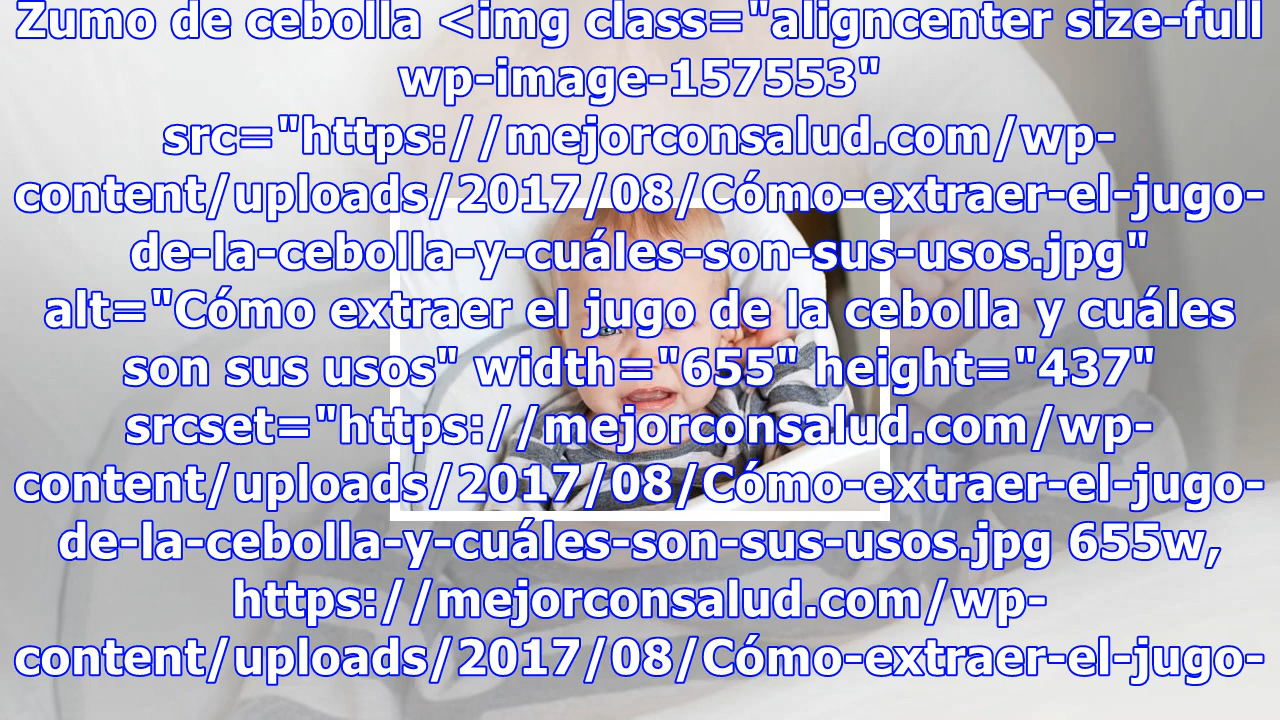 Zumo de cebolla <img class="aligncenter size-full
wp-image-157553"
src="https://mejorconsalud.com/wp-
content/uploads/2017/08/Cómo-extraer-el-jugo-
de-la-cebolla-y-cuáles-son-sus-usos.jpg"
alt="Cómo extraer el jugo de la cebolla y cuáles
son sus usos" width="655" height="437"
srcset="https://mejorconsalud.com/wp-
content/uploads/2017/08/Cómo-extraer-el-jugo-
de-la-cebolla-y-cuáles-son-sus-usos.jpg 655w,
https://mejorconsalud.com/wp-
content/uploads/2017/08/Cómo-extraer-el-jugo-